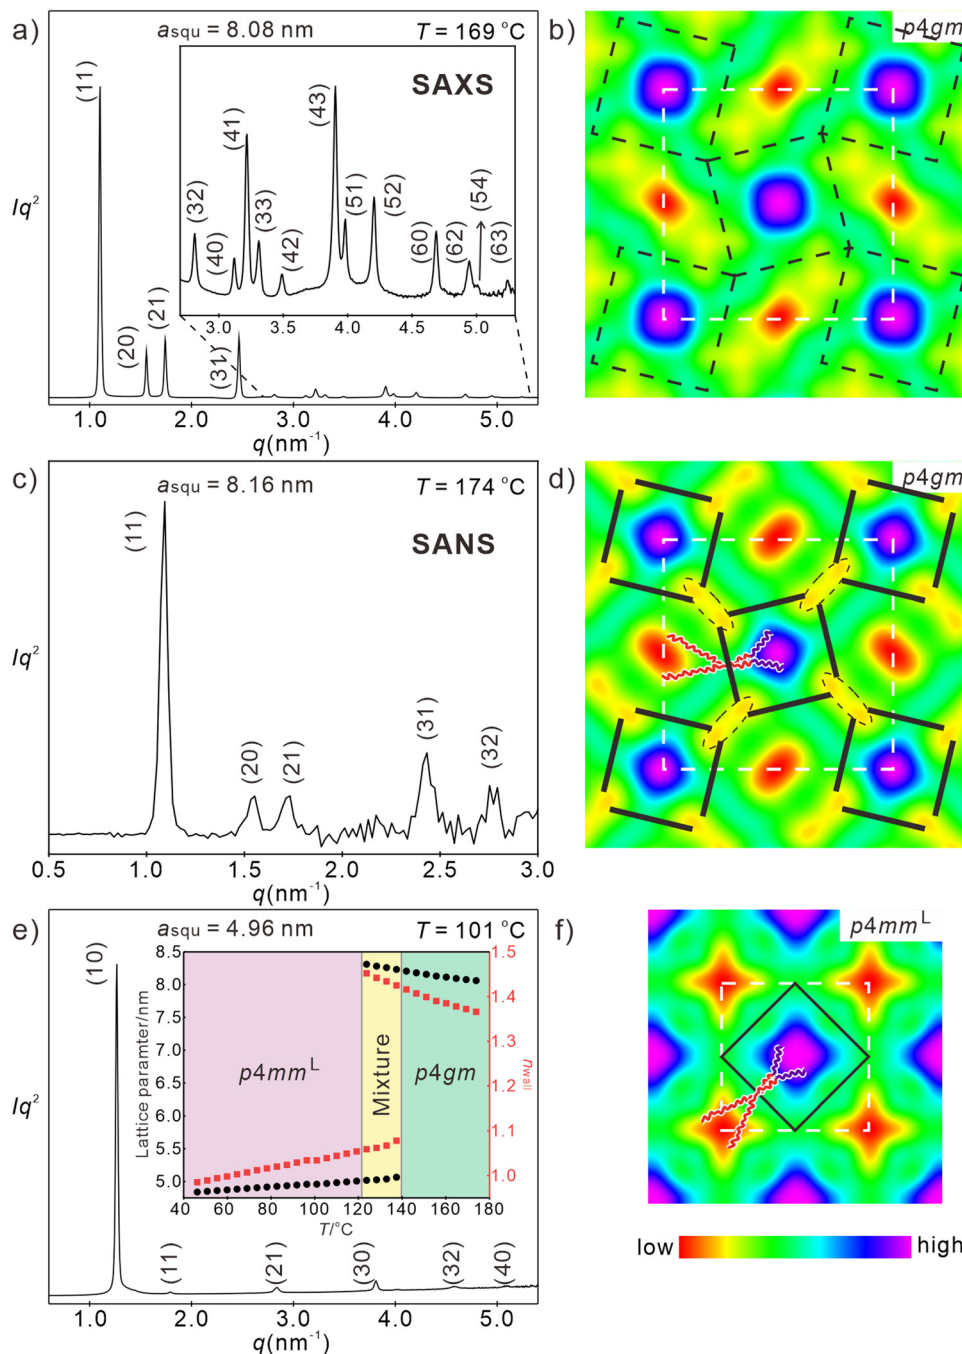 a)
a_squ = 8.08 nm
T = 169 °C
SAXS
(11)
(20)
(21)
(31)
(32)
(40)
(41)
(33)
(42)
(43)
(51)
(52)
(60)
(62)
(54)
(63)
3.0 3.5 4.0 4.5 5.0
Iq²
1.0 2.0 3.0 4.0 5.0
q(nm⁻¹)
b)
p4gm
c)
a_squ = 8.16 nm
T = 174 °C
SANS
(11)
(20)
(21)
(31)
(32)
Iq²
0.5 1.0 1.5 2.0 2.5 3.0
q(nm⁻¹)
d)
p4gm
e)
a_squ = 4.96 nm
T = 101 °C
(10)
Lattice paramter/nm
8.5
8.0
7.5
7.0
6.5
6.0
5.5
5.0
p4mm^L
Mixture
p4gm
1.5
1.4
1.3
1.2
1.1
1.0
n_wall
40 60 80 100 120 140 160 180
T/°C
(11)
(21)
(30)
(32)
(40)
Iq²
1.0 2.0 3.0 4.0 5.0
q(nm⁻¹)
f)
p4mm^L
low
high